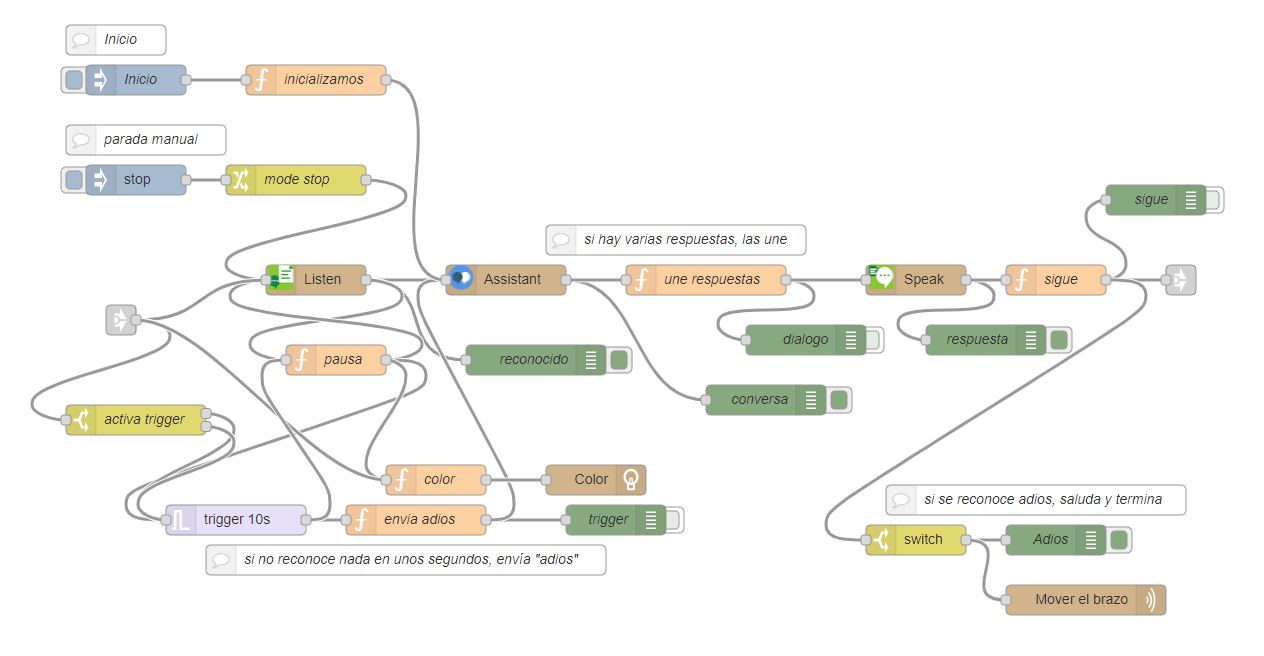 Inicio
Inicio
inicializamos
parada manual
stop
mode stop
sigue
si hay varias respuestas, las une
Listen
Assistant
une respuestas
Speak
sigue
pausa
reconocido
dialogo
respuesta
conversa
activa trigger
color
Color
si se reconoce adios, saluda y termina
trigger 10s
envia adios
trigger
switch
Adios
si no reconoce nada en unos segundos, envía "adios"
Mover el brazo